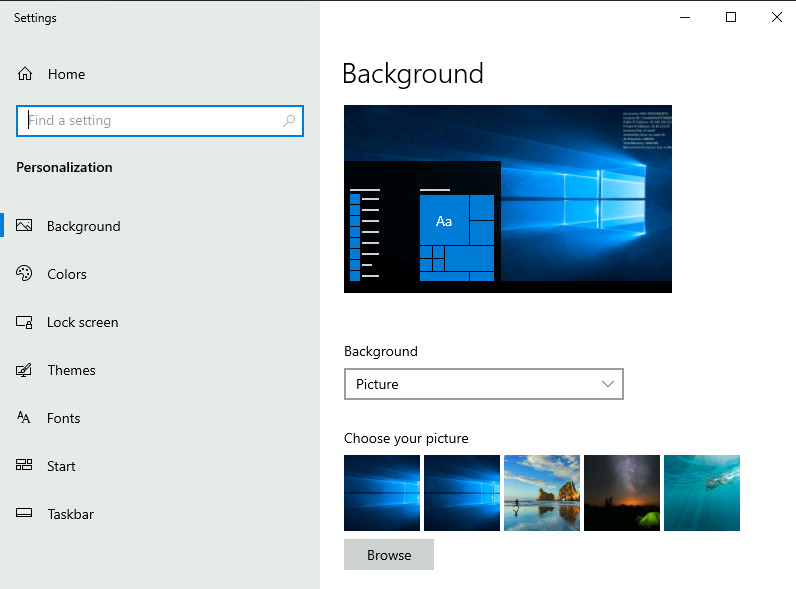 Settings
Home
Find a setting
Personalization
Background
Colors
Lock screen
Themes
Fonts
Start
Taskbar
Background
Aa
Background
Picture
Choose your picture
Browse